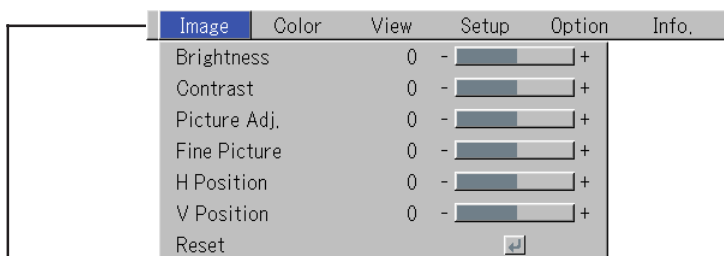 Image Color View Setup Option Info.
Brightness 0 - +
Contrast 0 - +
Picture Adj. 0 - +
Fine Picture 0 - +
H Position 0 - +
V Position 0 - +
Reset